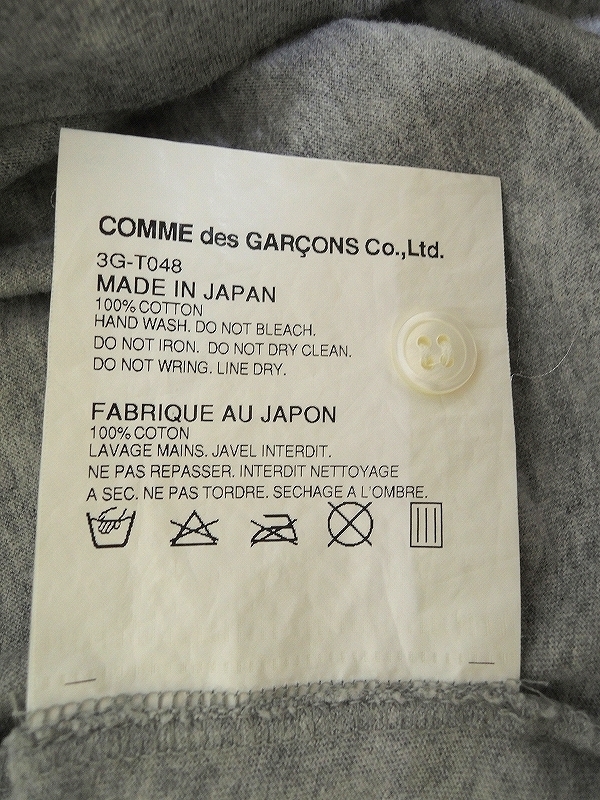 COMME des GARÇONS Co.,Ltd.
3G-T048
MADE IN JAPAN
100% COTTON
HAND WASH. DO NOT BLEACH.
DO NOT IRON. DO NOT DRY CLEAN.
DO NOT WRING. LINE DRY.
FABRIQUE AU JAPON
100% COTON
LAVAGE MAINS. JAVEL INTERDIT.
NE PAS REPASSER. INTERDIT NETTOYAGE
A SEC. NE PAS TORDRE. SECHAGE A L'OMBRE.